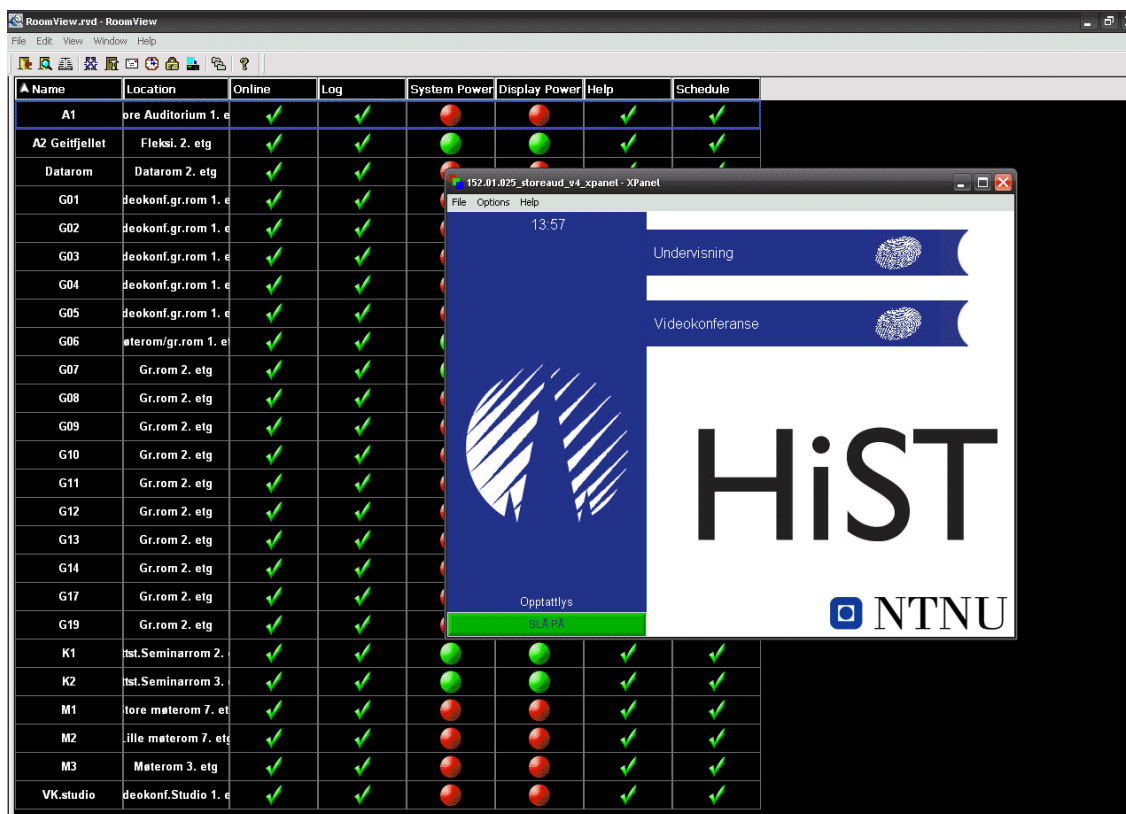 RoomView.rvd - RoomView
File Edit View Window Help
Name Location Online Log System Power Display Power Help Schedule
A1 ore Auditorium 1. e
A2 Geitfjellet Fleksi. 2. etg
Datarom Datarom 2. etg
G01 deokonf.gr.rom 1. e
G02 deokonf.gr.rom 1. e
G03 deokonf.gr.rom 1. e
G04 deokonf.gr.rom 1. e
G05 deokonf.gr.rom 1. e
G06 øterom/gr.rom 1. e
G07 Gr.rom 2. etg
G08 Gr.rom 2. etg
G09 Gr.rom 2. etg
G10 Gr.rom 2. etg
G11 Gr.rom 2. etg
G12 Gr.rom 2. etg
G13 Gr.rom 2. etg
G14 Gr.rom 2. etg
G17 Gr.rom 2. etg
G19 Gr.rom 2. etg
K1 tst.Seminarrom 2.
K2 tst.Seminarrom 3.
M1 tore møterom 7. et
M2 ille møterom 7. etg
M3 Møterom 3. etg
VK.studio deokonf.Studio 1. e
152.01.025_storeaud_v4_xpanel - XPanel
File Options Help
13:57
Undervisning
Videokonferanse
HiST
Opptattlys
SLÅ PÅ
NTNU